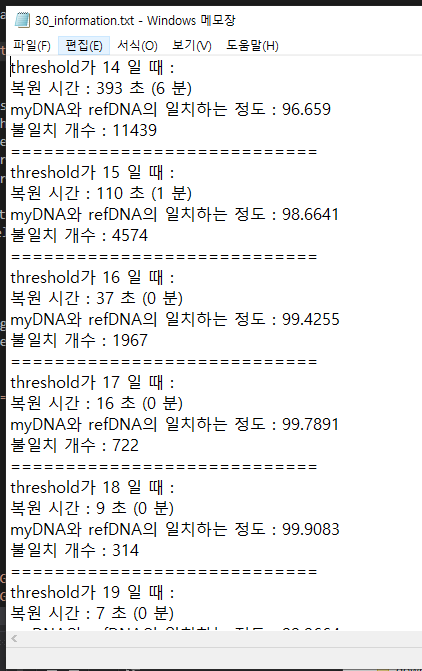 30_information.txt - Windows 메모장
파일(F) 편집(E) 서식(O) 보기(V) 도움말(H)
threshold가 14 일 때 :
복원 시간 : 393 초 (6 분)
myDNA와 refDNA의 일치하는 정도 : 96.659
불일치 개수 : 11439
============================
threshold가 15 일 때 :
복원 시간 : 110 초 (1 분)
myDNA와 refDNA의 일치하는 정도 : 98.6641
불일치 개수 : 4574
============================
threshold가 16 일 때 :
복원 시간 : 37 초 (0 분)
myDNA와 refDNA의 일치하는 정도 : 99.4255
불일치 개수 : 1967
============================
threshold가 17 일 때 :
복원 시간 : 16 초 (0 분)
myDNA와 refDNA의 일치하는 정도 : 99.7891
불일치 개수 : 722
============================
threshold가 18 일 때 :
복원 시간 : 9 초 (0 분)
myDNA와 refDNA의 일치하는 정도 : 99.9083
불일치 개수 : 314
============================
threshold가 19 일 때 :
복원 시간 : 7 초 (0 분)